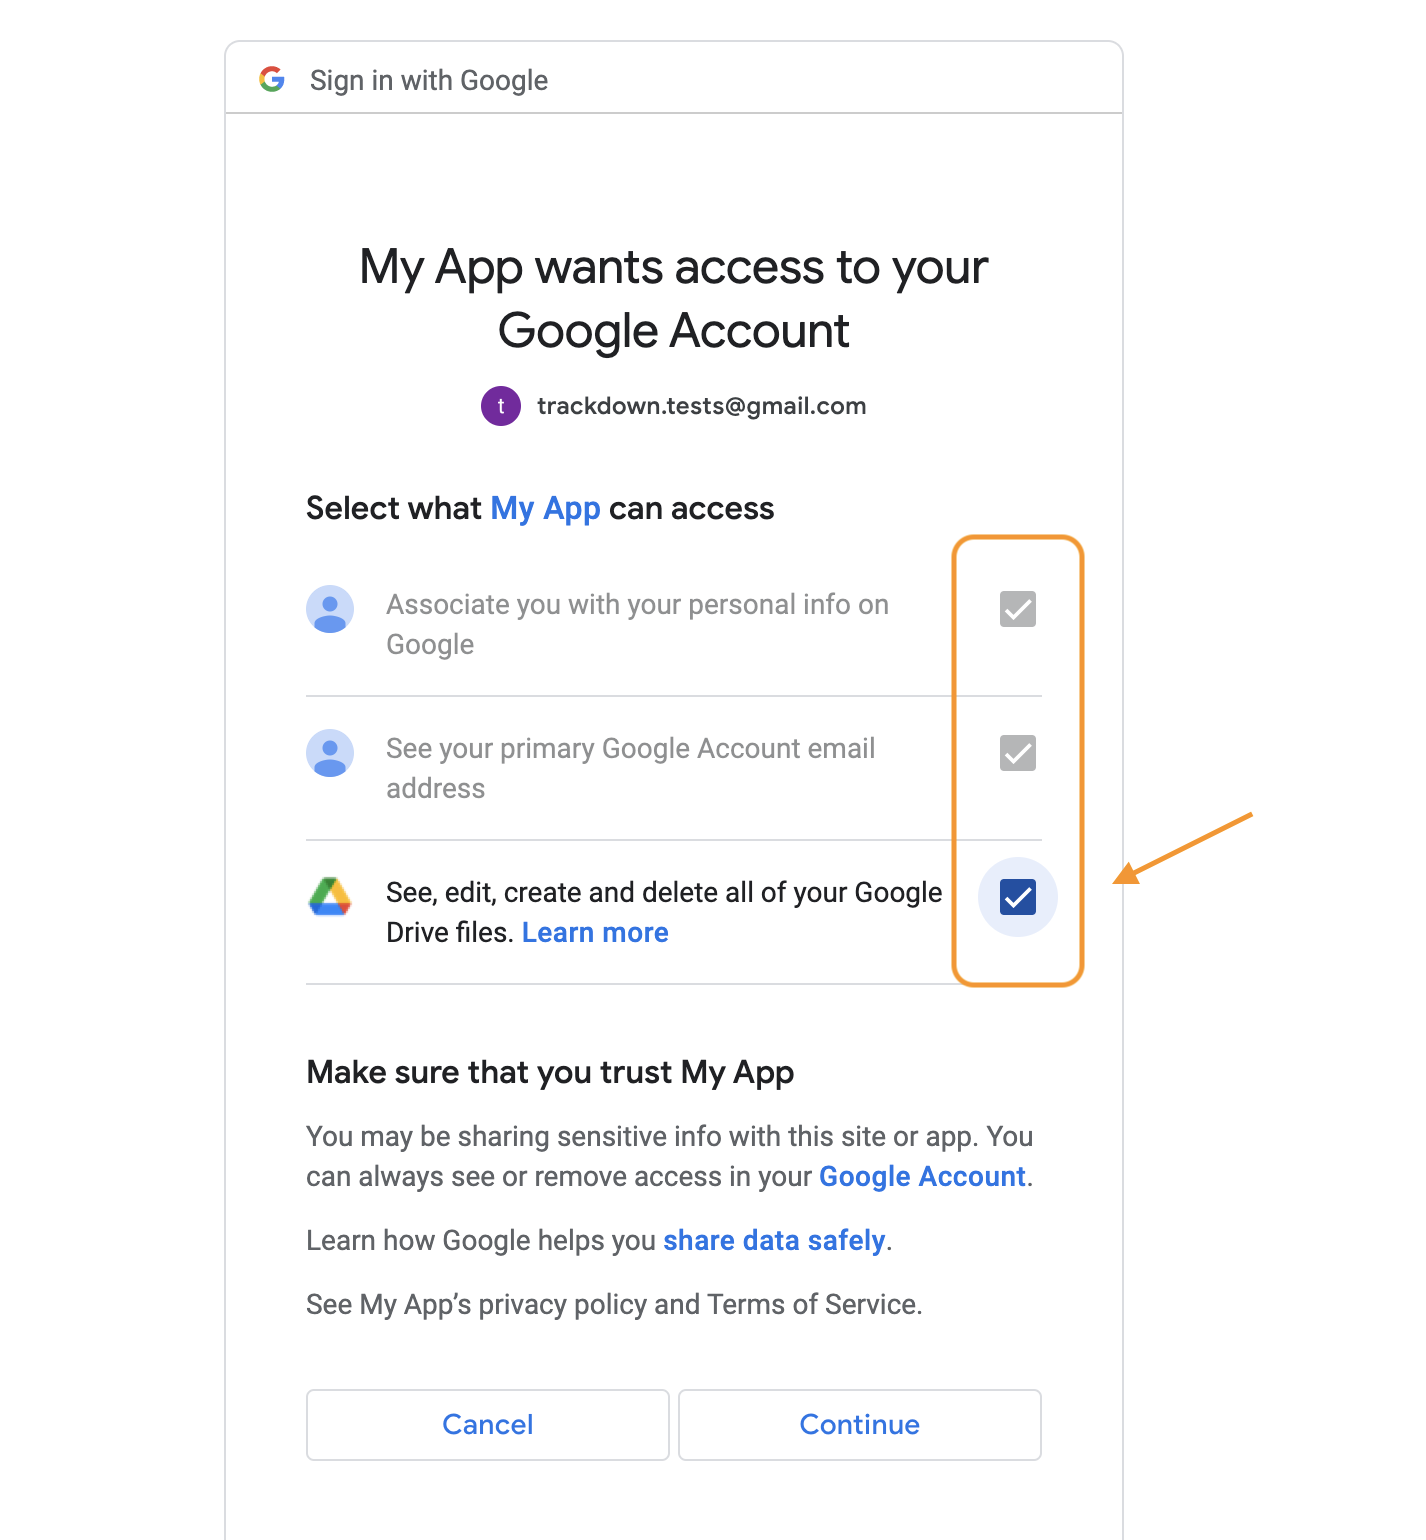 Sign in with Google
My App wants access to your
Google Account
t trackdown.tests@gmail.com
Select what My App can access
Associate you with your personal info on
Google
See your primary Google Account email
address
See, edit, create and delete all of your Google
Drive files. Learn more
Make sure that you trust My App
You may be sharing sensitive info with this site or app. You
can always see or remove access in your Google Account.
Learn how Google helps you share data safely.
See My App’s privacy policy and Terms of Service.
Cancel
Continue